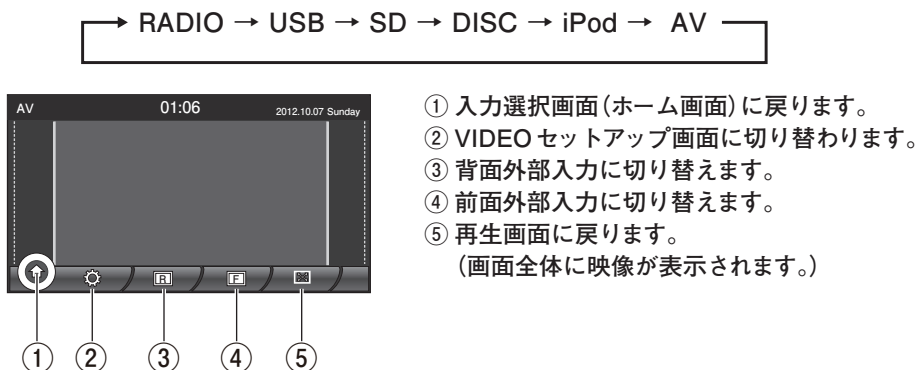 RADIO → USB → SD → DISC → iPod → AV
AV 01:06 2012.10.07 Sunday
R F
① ② ③ ④ ⑤
① 入力選択画面(ホーム画面)に戻ります。
② VIDEO セットアップ画面に切り替わります。
③ 背面外部入力に切り替えます。
④ 前面外部入力に切り替えます。
⑤ 再生画面に戻ります。
(画面全体に映像が表示されます。)